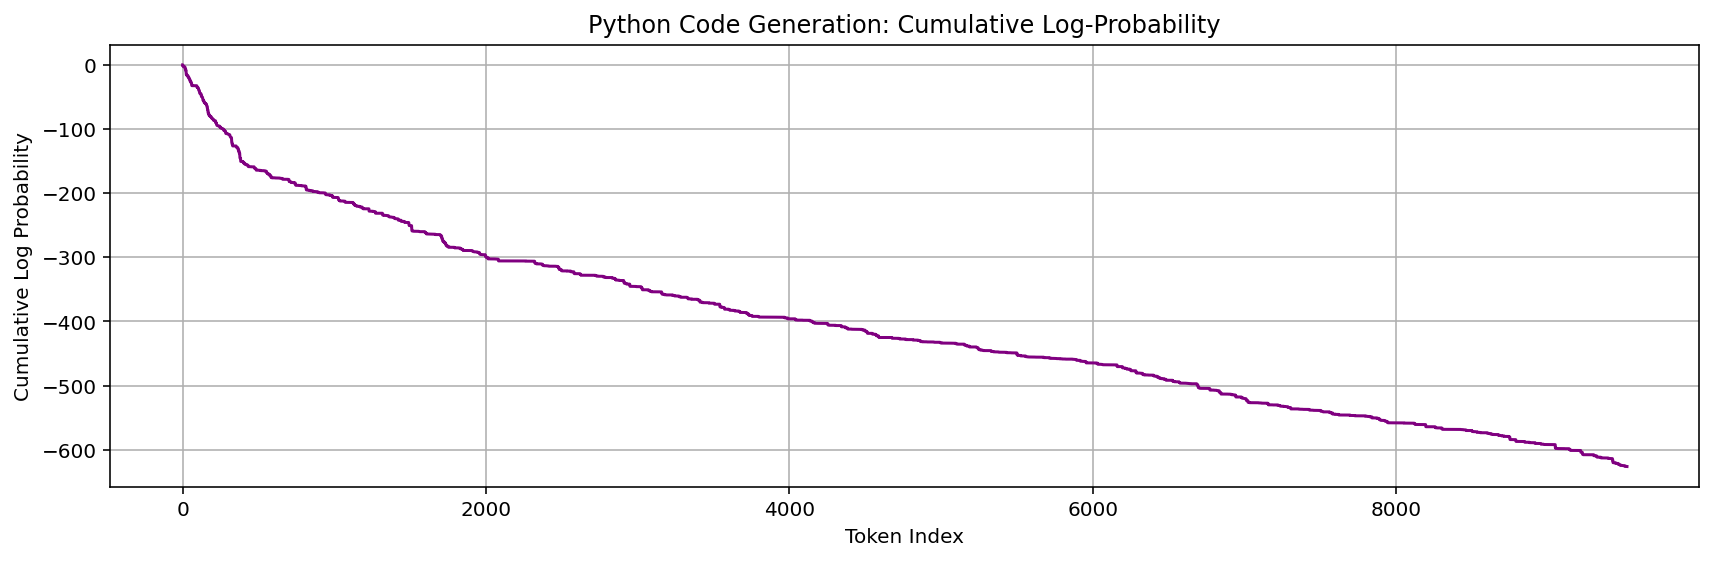 Python Code Generation: Cumulative Log-Probability
Cumulative Log Probability
0
−100
−200
−300
−400
−500
−600
0 2000 4000 6000 8000
Token Index